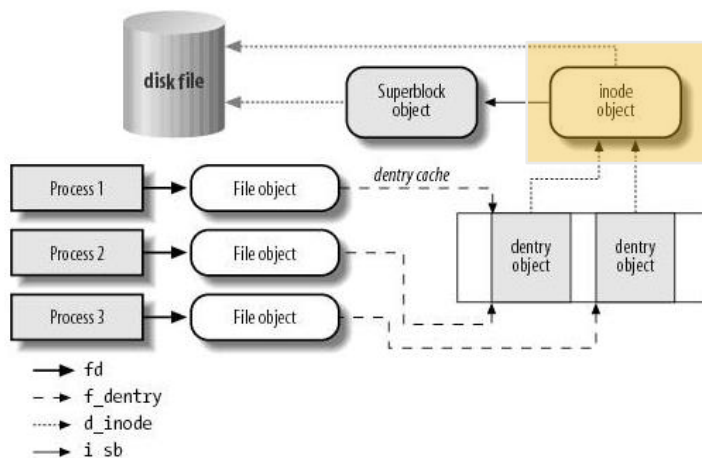 disk file
Superblock
object
inode
object
Process 1
File object
dentry cache
Process 2
File object
dentry
object
dentry
object
Process 3
File object
fd
f_dentry
d_inode
i_sb